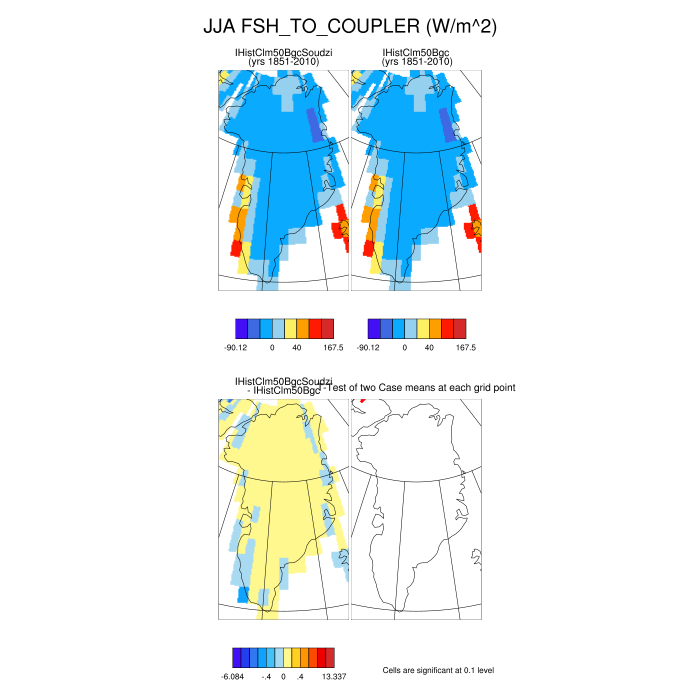 JJA FSH_TO_COUPLER (W/m^2)
IHistClm50BgcSoudzi
(yrs 1851-2010)
IHistClm50Bgc
(yrs 1851-2010)
-90.12 0 40 167.5
-90.12 0 40 167.5
IHistClm50BgcSoudzi
- IHistClm50Bgc
T-Test of two Case means at each grid point
-6.084 -.4 0 .4 13.337
Cells are significant at 0.1 level